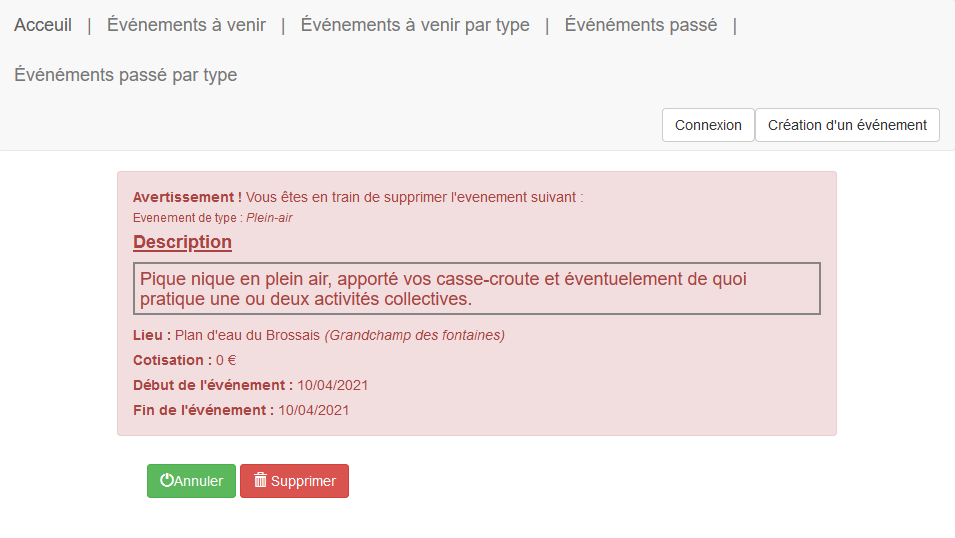 Acceuil | Événements à venir | Événements à venir par type | Événéments passé |
Événéments passé par type
Connexion Création d'un événement
Avertissement ! Vous êtes en train de supprimer l'evenement suivant :
Evenement de type : Plein-air
Description
Pique nique en plein air, apporté vos casse-croute et éventuelement de quoi
pratique une ou deux activités collectives.
Lieu : Plan d'eau du Brossais (Grandchamp des fontaines)
Cotisation : 0 €
Début de l'événement : 10/04/2021
Fin de l'événement : 10/04/2021
Annuler Supprimer